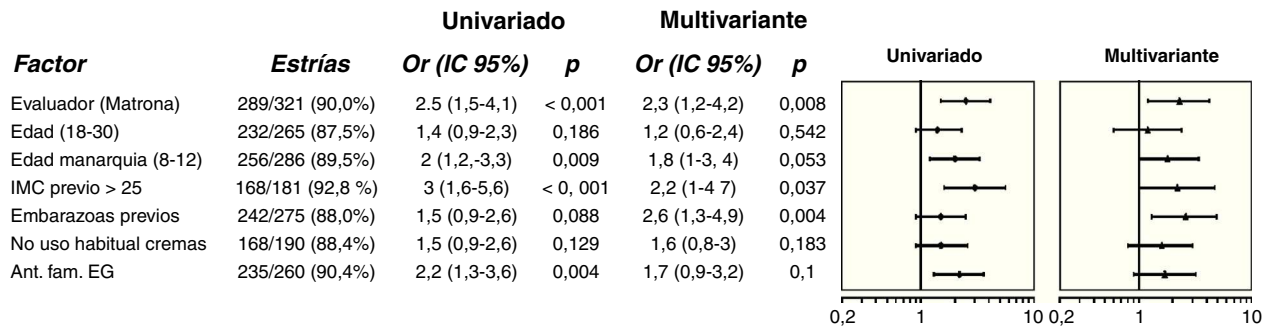 Univariado Multivariante
Factor Estrías Or (IC 95%) p Or (IC 95%) p
Univariado Multivariante
Evaluador (Matrona) 289/321 (90,0%) 2.5 (1,5-4,1) < 0,001 2,3 (1,2-4,2) 0,008
Edad (18-30) 232/265 (87,5%) 1,4 (0,9-2,3) 0,186 1,2 (0,6-2,4) 0,542
Edad manarquia (8-12) 256/286 (89,5%) 2 (1,2,-3,3) 0,009 1,8 (1-3, 4) 0,053
IMC previo > 25 168/181 (92,8 %) 3 (1,6-5,6) < 0, 001 2,2 (1-4 7) 0,037
Embarazoas previos 242/275 (88,0%) 1,5 (0,9-2,6) 0,088 2,6 (1,3-4,9) 0,004
No uso habitual cremas 168/190 (88,4%) 1,5 (0,9-2,6) 0,129 1,6 (0,8-3) 0,183
Ant. fam. EG 235/260 (90,4%) 2,2 (1,3-3,6) 0,004 1,7 (0,9-3,2) 0,1
0,2 1 10 0,2 1 10